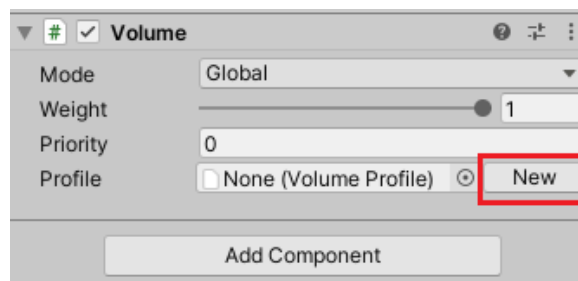 # Volume
Mode Global
Weight 1
Priority 0
Profile None (Volume Profile) New
Add Component